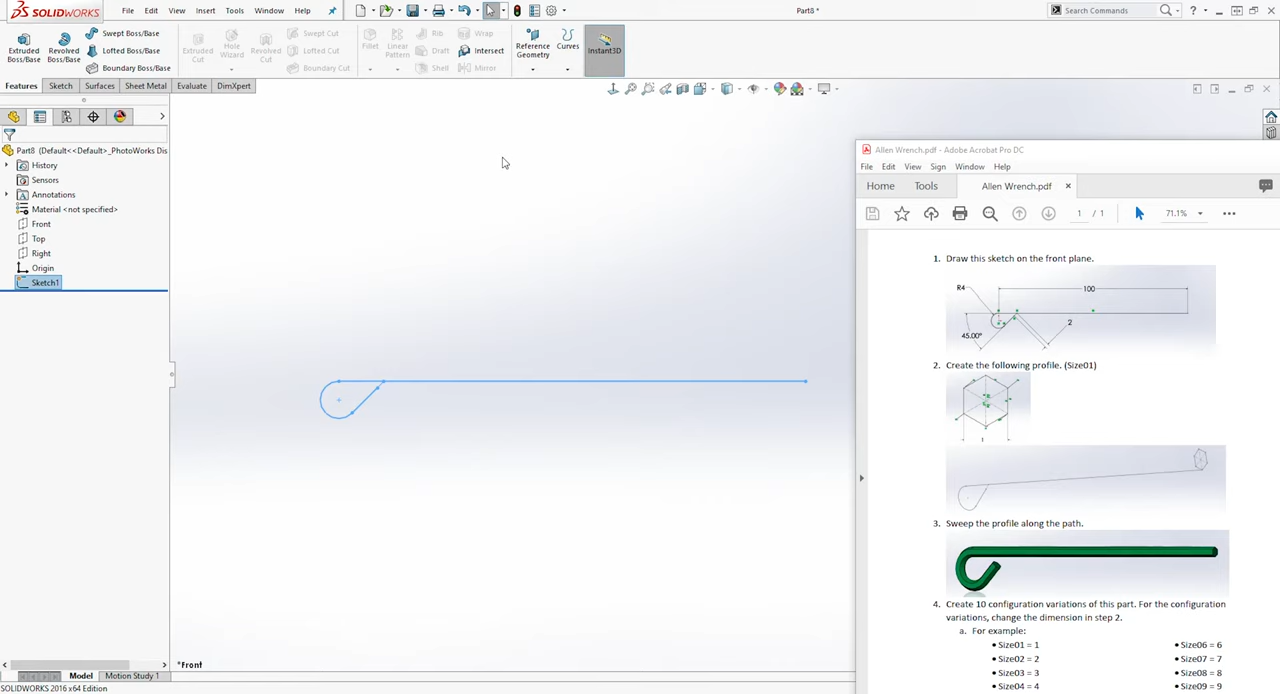 SOLIDWORKS
File Edit View Insert Tools Window Help
Part8 *
Search Commands
Extruded Boss/Base
Revolved Boss/Base
Swept Boss/Base
Lofted Boss/Base
Boundary Boss/Base
Extruded Cut
Hole Wizard
Revolved Cut
Swept Cut
Lofted Cut
Boundary Cut
Fillet
Linear Pattern
Rib
Draft
Shell
Wrap
Intersect
Mirror
Reference Geometry
Curves
Instant3D
Features Sketch Surfaces Sheet Metal Evaluate DimXpert
Part8 (Default<<Default>_PhotoWorks Dis
History
Sensors
Annotations
Material <not specified>
Front
Top
Right
Origin
Sketch1
*Front
Model Motion Study 1
SOLIDWORKS 2016 x64 Edition
Allen Wrench.pdf - Adobe Acrobat Pro DC
File Edit View Sign Window Help
Home Tools Allen Wrench.pdf ×
1 / 1 71.1%
1. Draw this sketch on the front plane.
R4
100
2
45.00°
2. Create the following profile. (Size01)
1
3. Sweep the profile along the path.
4. Create 10 configuration variations of this part. For the configuration
variations, change the dimension in step 2.
a. For example:
• Size01 = 1 • Size06 = 6
• Size02 = 2 • Size07 = 7
• Size03 = 3 • Size08 = 8
• Size04 = 4 • Size09 = 9